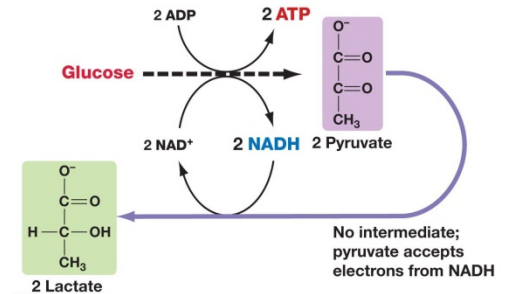 2 ADP
2 ATP
Glucose
O⁻
C=O
C=O
CH₃
2 NAD⁺
2 NADH
2 Pyruvate
O⁻
C=O
H–C–OH
CH₃
2 Lactate
No intermediate;
pyruvate accepts
electrons from NADH